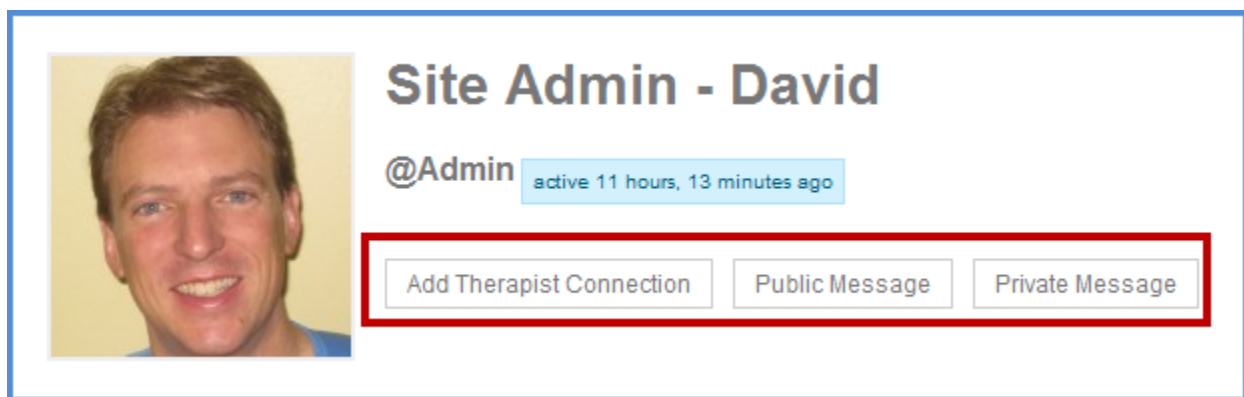 Site Admin - David
@Admin active 11 hours, 13 minutes ago
Add Therapist Connection Public Message Private Message